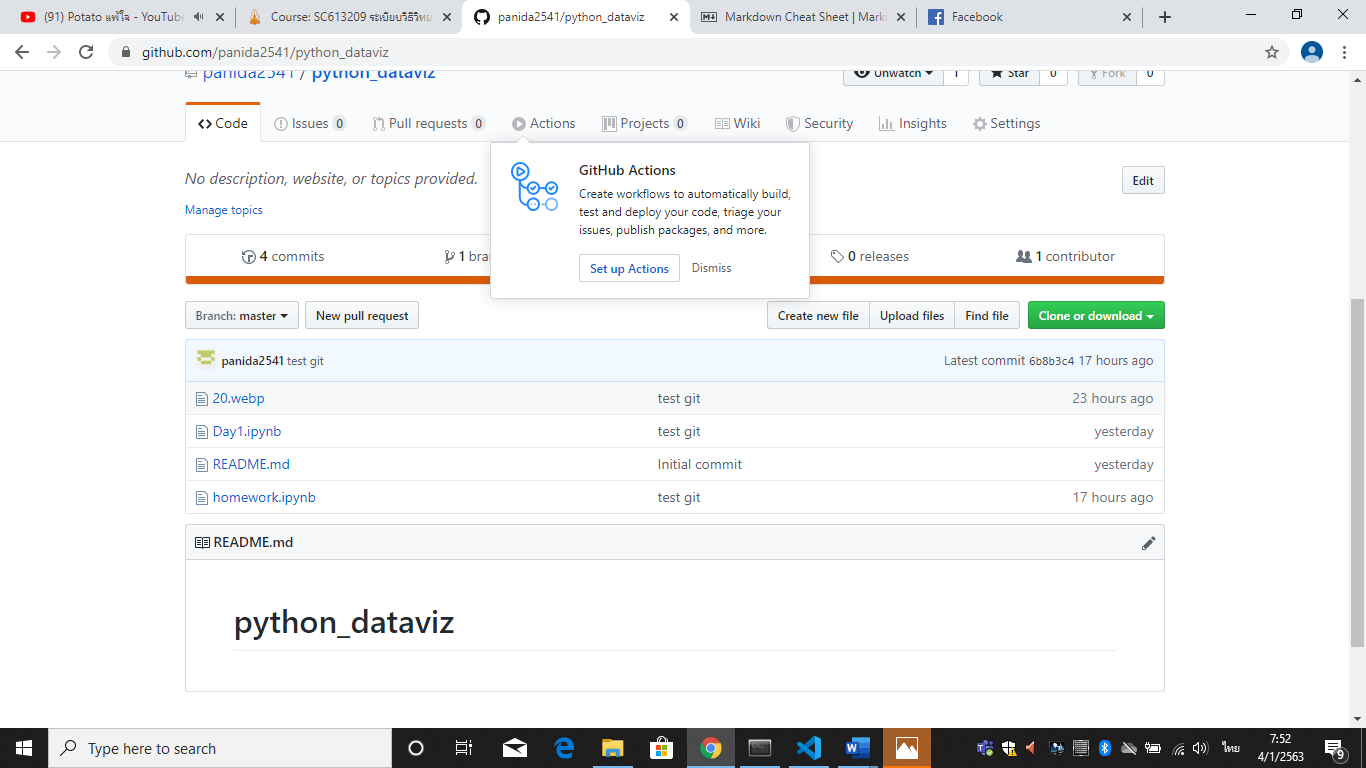 (91) Potato แพ้ใจ - YouTube
Course: SC613209 ระเบียบวิธีวิทยา
panida2541/python_dataviz
Markdown Cheat Sheet | Mark
Facebook
github.com/panida2541/python_dataviz
panida2541 / python_dataviz
Unwatch 1 Star 0 Fork 0
Code Issues 0 Pull requests 0 Actions Projects 0 Wiki Security Insights Settings
No description, website, or topics provided.
Edit
Manage topics
GitHub Actions
Create workflows to automatically build,
test and deploy your code, triage your
issues, publish packages, and more.
Set up Actions Dismiss
4 commits 1 bran 0 releases 1 contributor
Branch: master New pull request Create new file Upload files Find file Clone or download
panida2541 test git Latest commit 6b8b3c4 17 hours ago
20.webp test git 23 hours ago
Day1.ipynb test git yesterday
README.md Initial commit yesterday
homework.ipynb test git 17 hours ago
README.md
python_dataviz
Type here to search
ไทย
7:52
4/1/2563
9